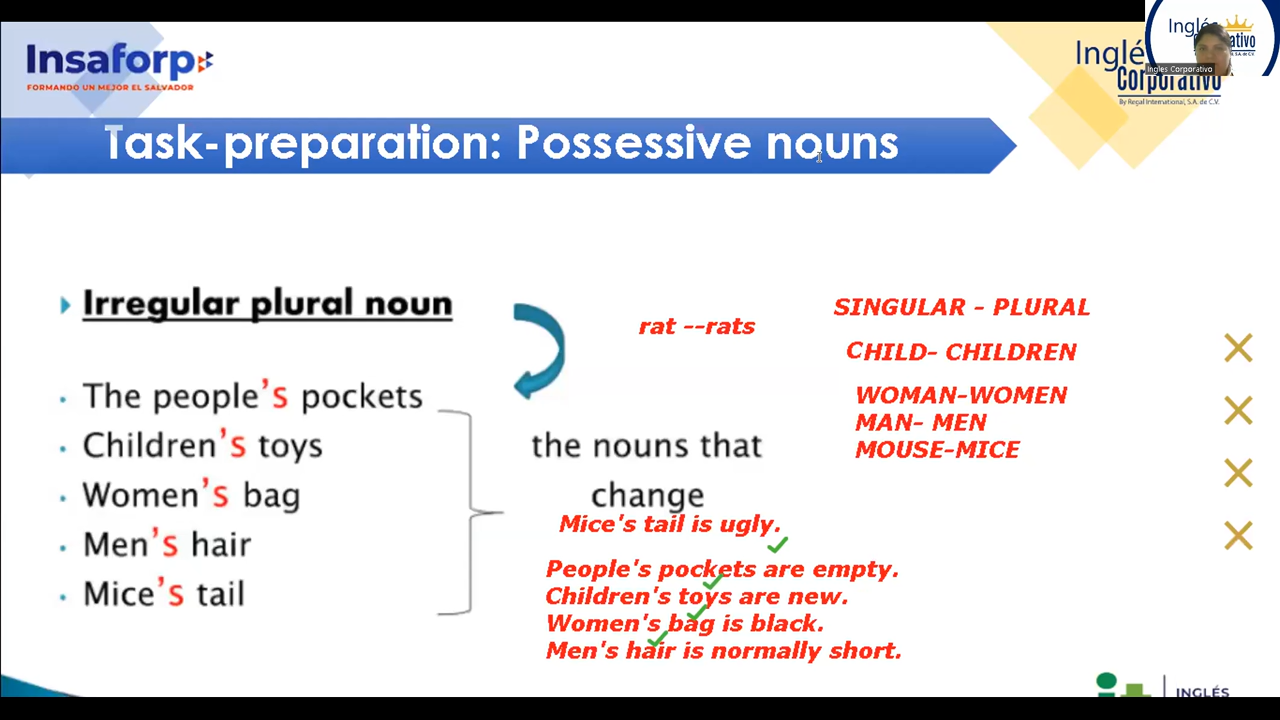 Insaforp
FORMANDO UN MEJOR EL SALVADOR
Inglés
Corporativo
By Regal International, S.A. de C.V.
Ingles Corporativo
Task-preparation: Possessive nouns
Irregular plural noun
The people's pockets
Children's toys
Women's bag
Men's hair
Mice's tail
the nouns that
change
rat --rats
SINGULAR - PLURAL
CHILD- CHILDREN
WOMAN-WOMEN
MAN- MEN
MOUSE-MICE
Mice's tail is ugly.
People's pockets are empty.
Children's toys are new.
Women's bag is black.
Men's hair is normally short.
INGLÉS